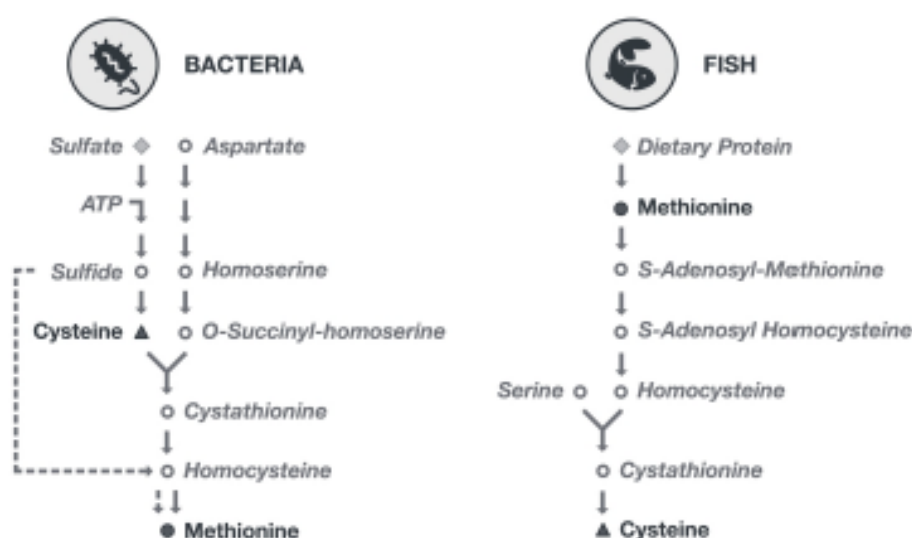 BACTERIA
Sulfate
Aspartate
ATP
Sulfide
Homoserine
Cysteine
O-Succinyl-homoserine
Cystathionine
Homocysteine
Methionine
FISH
Dietary Protein
Methionine
S-Adenosyl-Methionine
S-Adenosyl Homocysteine
Serine
Homocysteine
Cystathionine
Cysteine